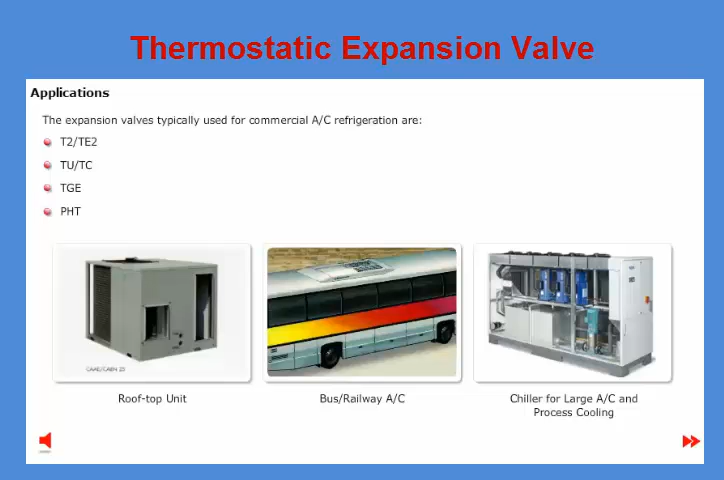 Thermostatic Expansion Valve
Applications
The expansion valves typically used for commercial A/C refrigeration are:
T2/TE2
TU/TC
TGE
PHT
Roof-top Unit
Bus/Railway A/C
Chiller for Large A/C and
Process Cooling